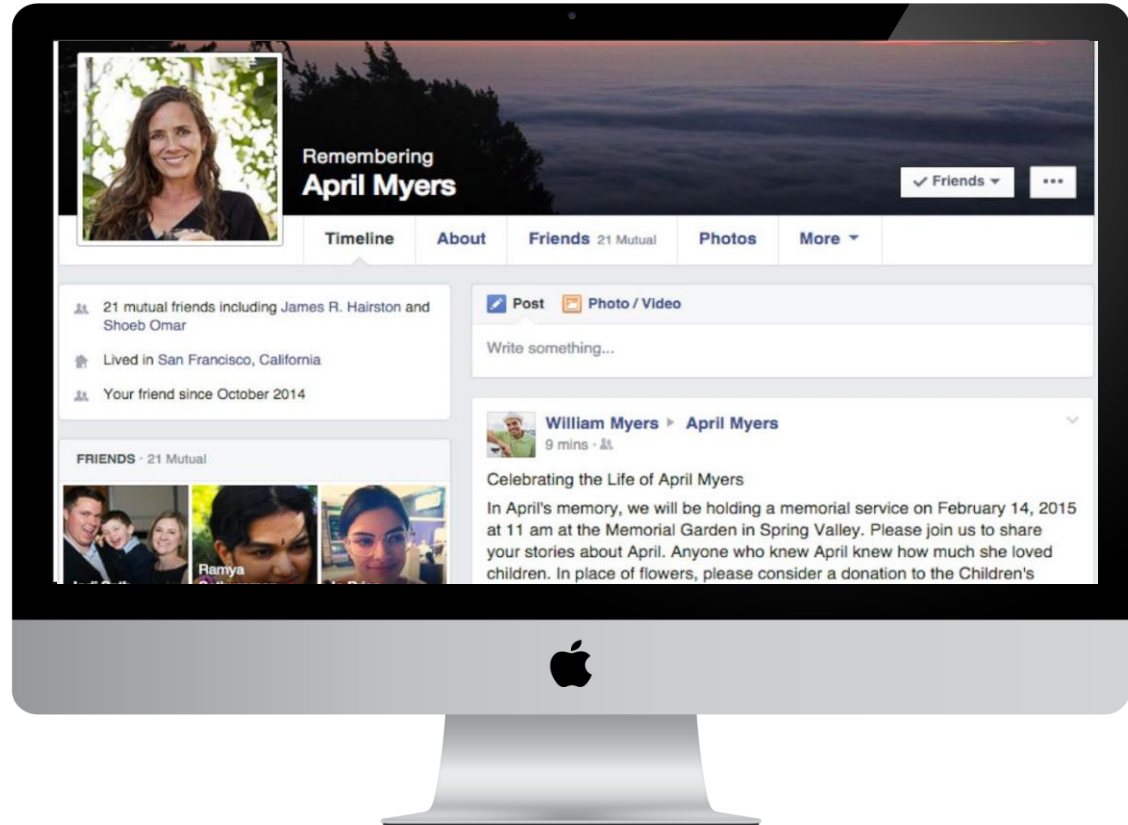 Remembering
April Myers
Friends
Timeline
About
Friends 21 Mutual
Photos
More
21 mutual friends including James R. Hairston and
Shoeb Omar
Lived in San Francisco, California
Your friend since October 2014
FRIENDS · 21 Mutual
Ramya
Post
Photo / Video
Write something...
William Myers ▸ April Myers
9 mins ·
Celebrating the Life of April Myers
In April's memory, we will be holding a memorial service on February 14, 2015
at 11 am at the Memorial Garden in Spring Valley. Please join us to share
your stories about April. Anyone who knew April knew how much she loved
children. In place of flowers, please consider a donation to the Children's